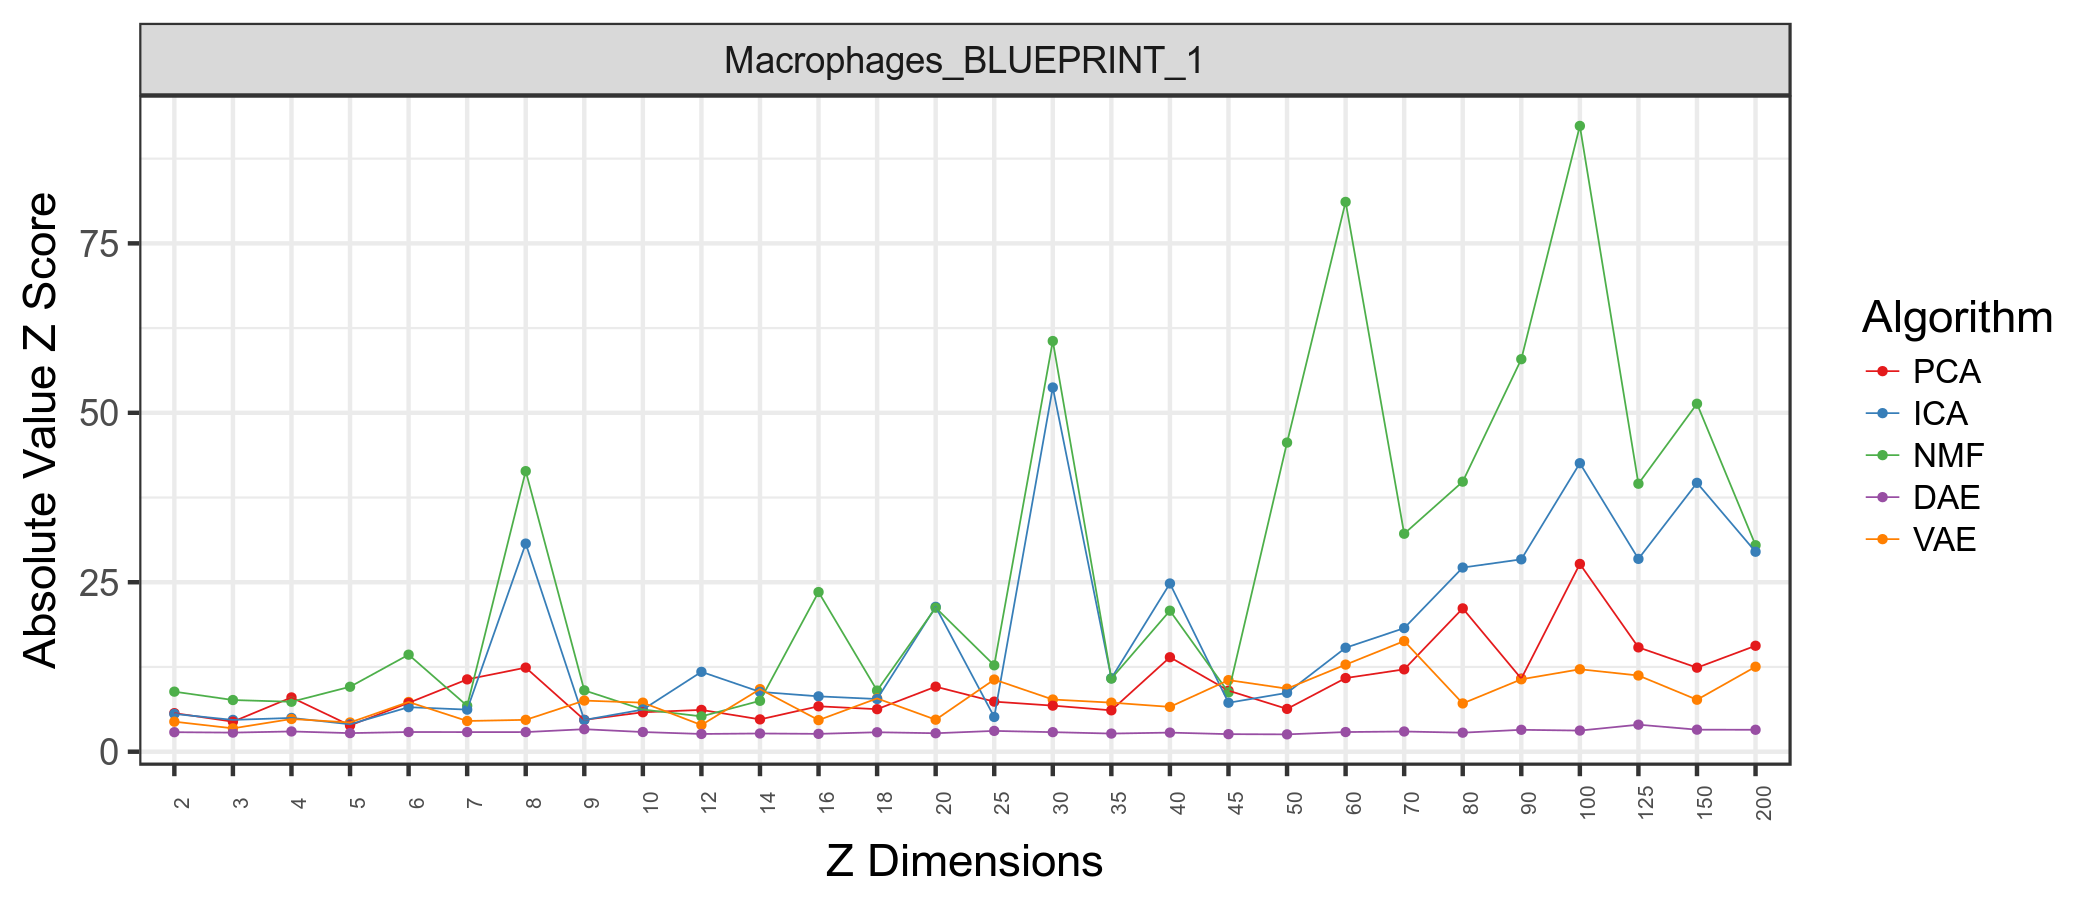 Macrophages_BLUEPRINT_1
Absolute Value Z Score
75
50
25
0
2 3 4 5 6 7 8 9 10 12 14 16 18 20 25 30 35 40 45 50 60 70 80 90 100 125 150 200
Z Dimensions
Algorithm
PCA
ICA
NMF
DAE
VAE